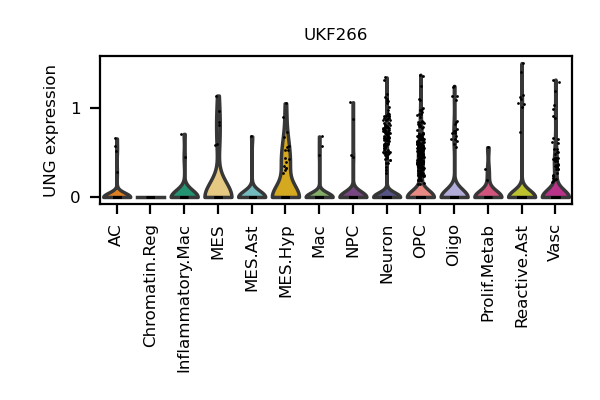 UKF266
UNG expression
1
0
AC
Chromatin.Reg
Inflammatory.Mac
MES
MES.Ast
MES.Hyp
Mac
NPC
Neuron
OPC
Oligo
Prolif.Metab
Reactive.Ast
Vasc